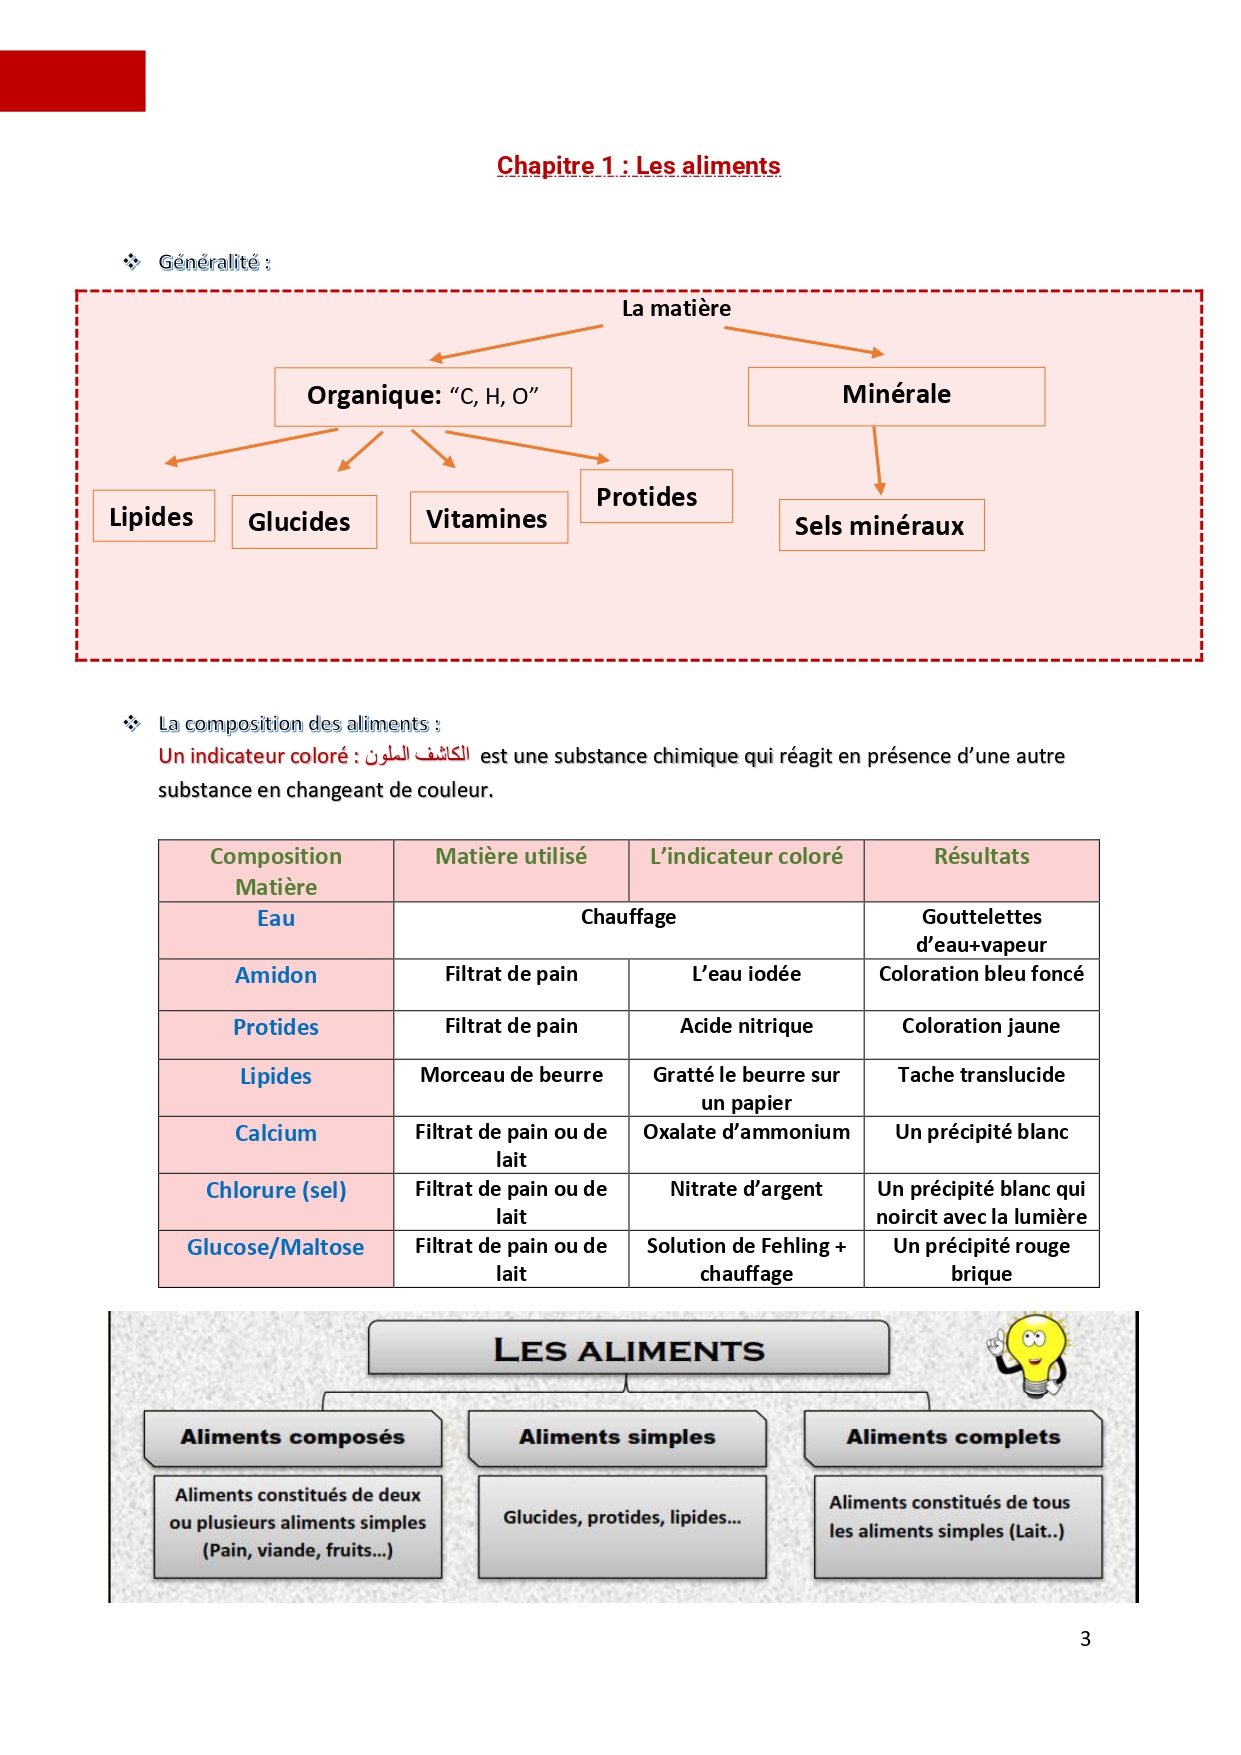 Chapitre 1 : Les aliments
❖ Généralité :
La matière
Organique: “C, H, O”
Minérale
Lipides
Glucides
Vitamines
Protides
Sels minéraux
❖ La composition des aliments :
Un indicateur coloré : الكاشف الملون est une substance chimique qui réagit en présence d’une autre
substance en changeant de couleur.
Composition
Matière
Matière utilisé
L’indicateur coloré
Résultats
Eau
Chauffage
Gouttelettes
d’eau+vapeur
Amidon
Filtrat de pain
L’eau iodée
Coloration bleu foncé
Protides
Filtrat de pain
Acide nitrique
Coloration jaune
Lipides
Morceau de beurre
Gratté le beurre sur
un papier
Tache translucide
Calcium
Filtrat de pain ou de
lait
Oxalate d’ammonium
Un précipité blanc
Chlorure (sel)
Filtrat de pain ou de
lait
Nitrate d’argent
Un précipité blanc qui
noircit avec la lumière
Glucose/Maltose
Filtrat de pain ou de
lait
Solution de Fehling +
chauffage
Un précipité rouge
brique
LES ALIMENTS
Aliments composés
Aliments constitués de deux
ou plusieurs aliments simples
(Pain, viande, fruits...)
Aliments simples
Glucides, protides, lipides...
Aliments complets
Aliments constitués de tous
les aliments simples (Lait..)
3